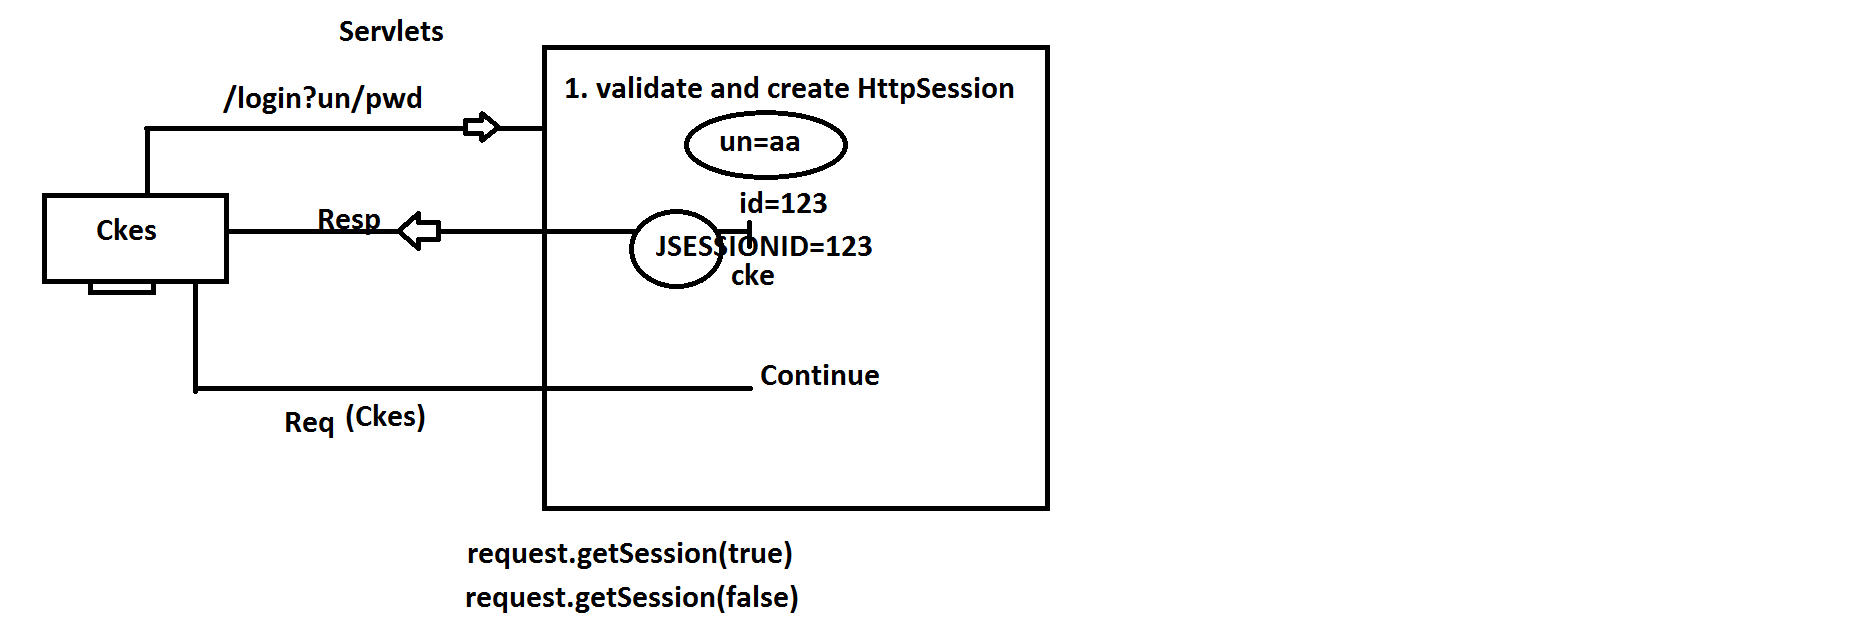 Servlets
/login?un/pwd
1. validate and create HttpSession
un=aa
id=123
Ckes
Resp
JSESSIONID=123
cke
Continue
Req (Ckes)
request.getSession(true)
request.getSession(false)